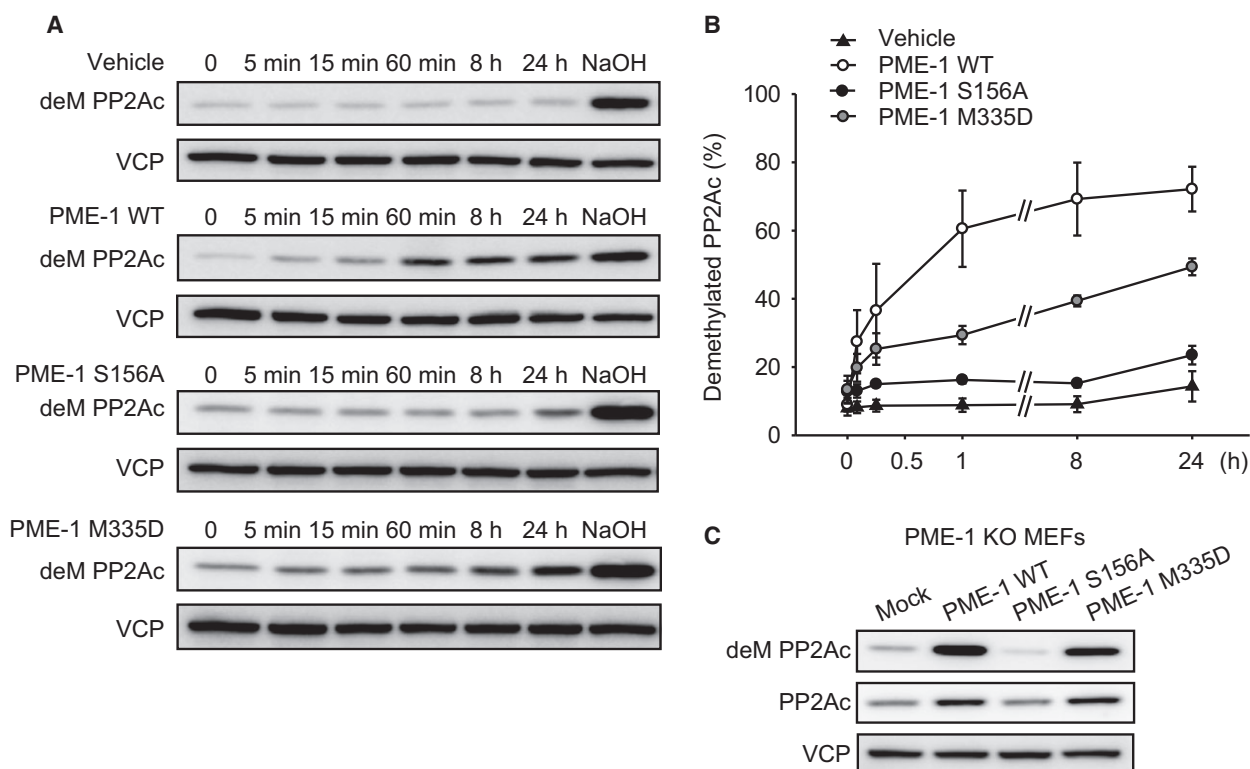 A
Vehicle 0 5 min 15 min 60 min 8 h 24 h NaOH
deM PP2Ac
VCP
PME-1 WT 0 5 min 15 min 60 min 8 h 24 h NaOH
deM PP2Ac
VCP
PME-1 S156A 0 5 min 15 min 60 min 8 h 24 h NaOH
deM PP2Ac
VCP
PME-1 M335D 0 5 min 15 min 60 min 8 h 24 h NaOH
deM PP2Ac
VCP
B
Vehicle
PME-1 WT
PME-1 S156A
PME-1 M335D
Demethylated PP2Ac (%)
100
80
60
40
20
0
0 0.5 1 8 24 (h)
C
PME-1 KO MEFs
Mock PME-1 WT PME-1 S156A PME-1 M335D
deM PP2Ac
PP2Ac
VCP